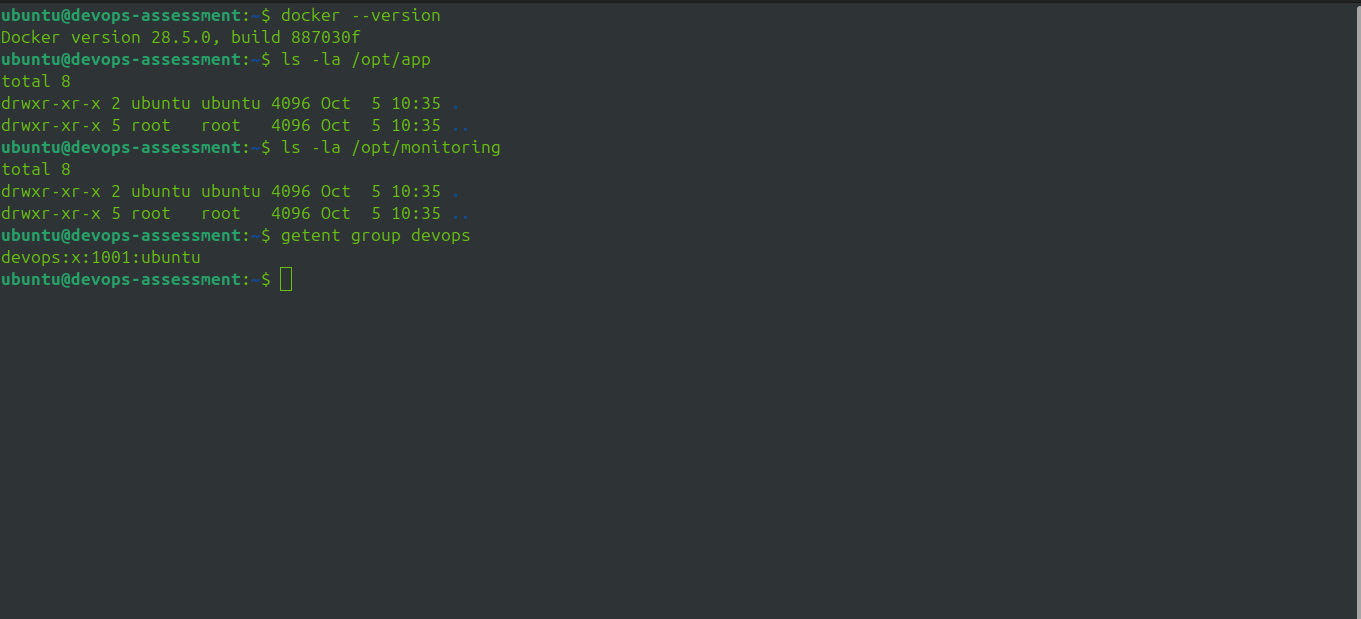 ubuntu@devops-assessment:~$ docker --version
Docker version 28.5.0, build 887030f
ubuntu@devops-assessment:~$ ls -la /opt/app
total 8
drwxr-xr-x 2 ubuntu ubuntu 4096 Oct  5 10:35 .
drwxr-xr-x 5 root   root   4096 Oct  5 10:35 ..
ubuntu@devops-assessment:~$ ls -la /opt/monitoring
total 8
drwxr-xr-x 2 ubuntu ubuntu 4096 Oct  5 10:35 .
drwxr-xr-x 5 root   root   4096 Oct  5 10:35 ..
ubuntu@devops-assessment:~$ getent group devops
devops:x:1001:ubuntu
ubuntu@devops-assessment:~$